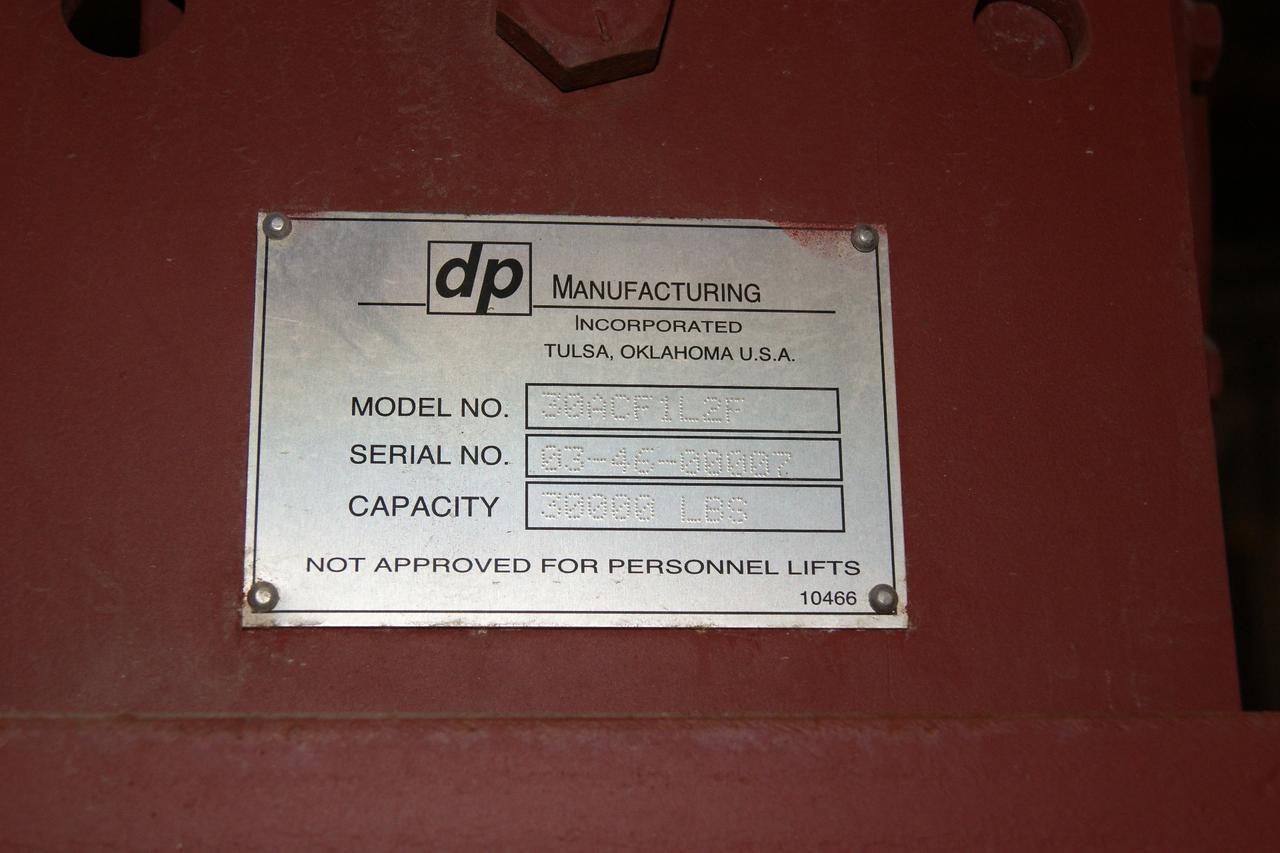 dp MANUFACTURING
INCORPORATED
TULSA, OKLAHOMA U.S.A.
MODEL NO. 30ACF1L2F
SERIAL NO. 03-46-00007
CAPACITY 30000 LBS
NOT APPROVED FOR PERSONNEL LIFTS
10466